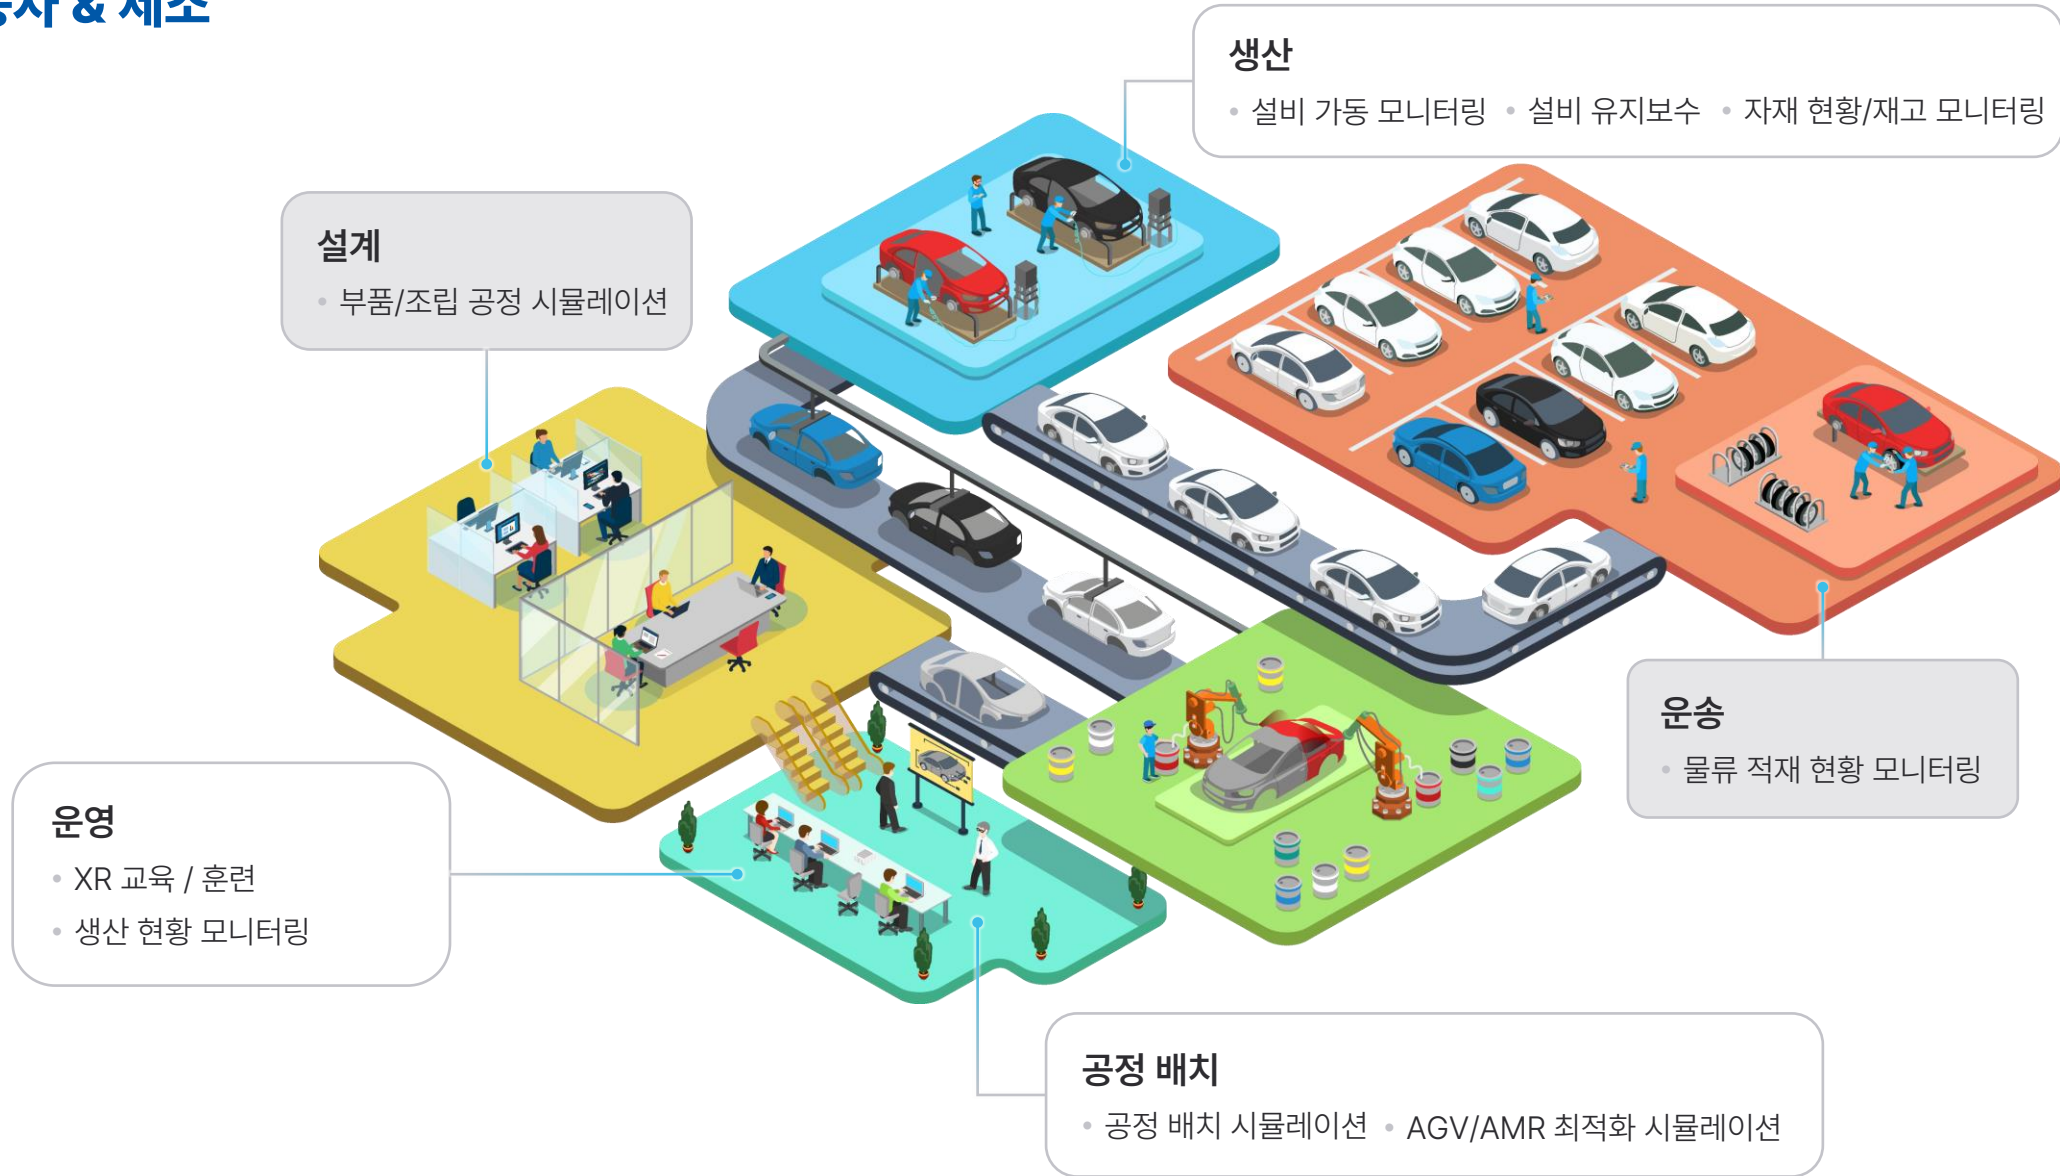 & 제조
생산
• 설비 가동 모니터링 • 설비 유지보수 • 자재 현황/재고 모니터링
설계
• 부품/조립 공정 시뮬레이션
운송
• 물류 적재 현황 모니터링
운영
• XR 교육 / 훈련
• 생산 현황 모니터링
공정 배치
• 공정 배치 시뮬레이션 • AGV/AMR 최적화 시뮬레이션